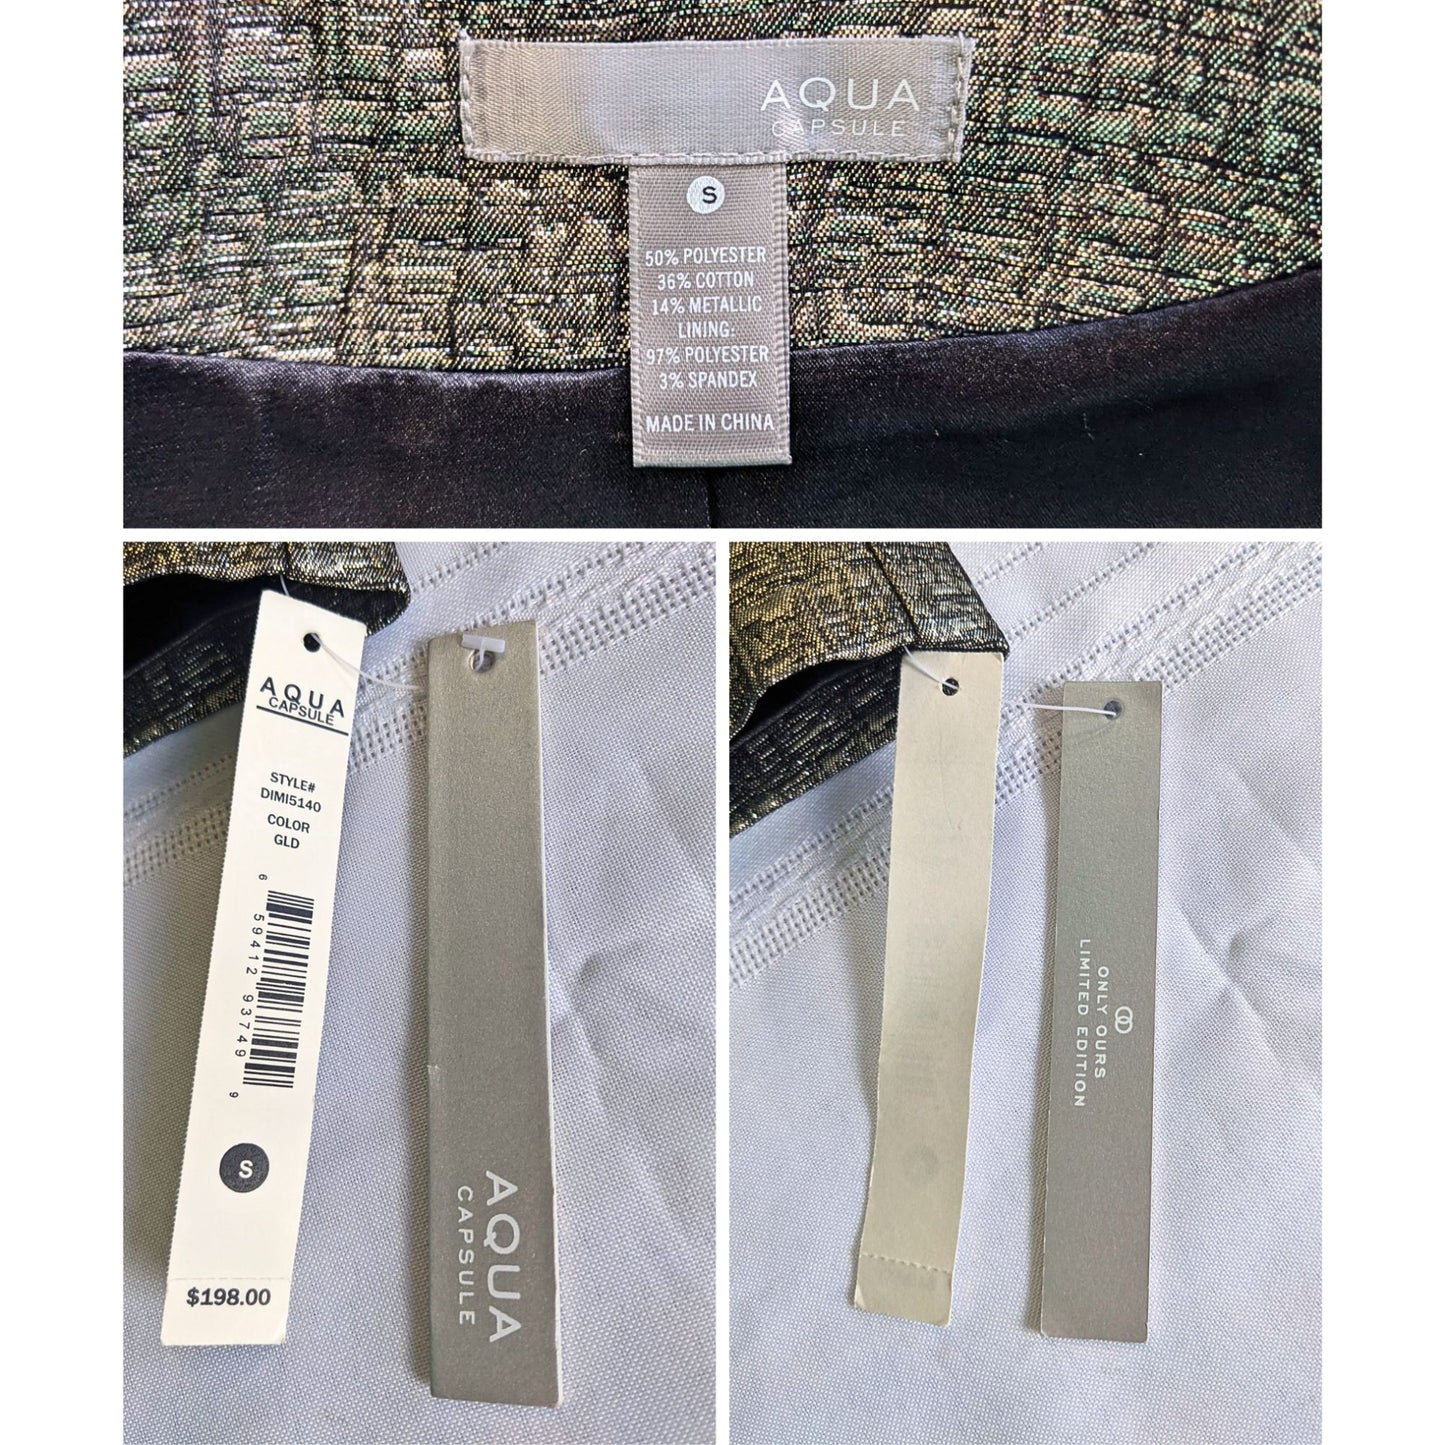 AQUA
CAPSULE
S
50% POLYESTER
36% COTTON
14% METALLIC
LINING:
97% POLYESTER
3% SPANDEX
MADE IN CHINA
AQUA
CAPSULE
STYLE#
DIMI5140
COLOR
GLD
6 59412 93749 9
S
$198.00
AQUA
CAPSULE
ONLY OURS
LIMITED EDITION